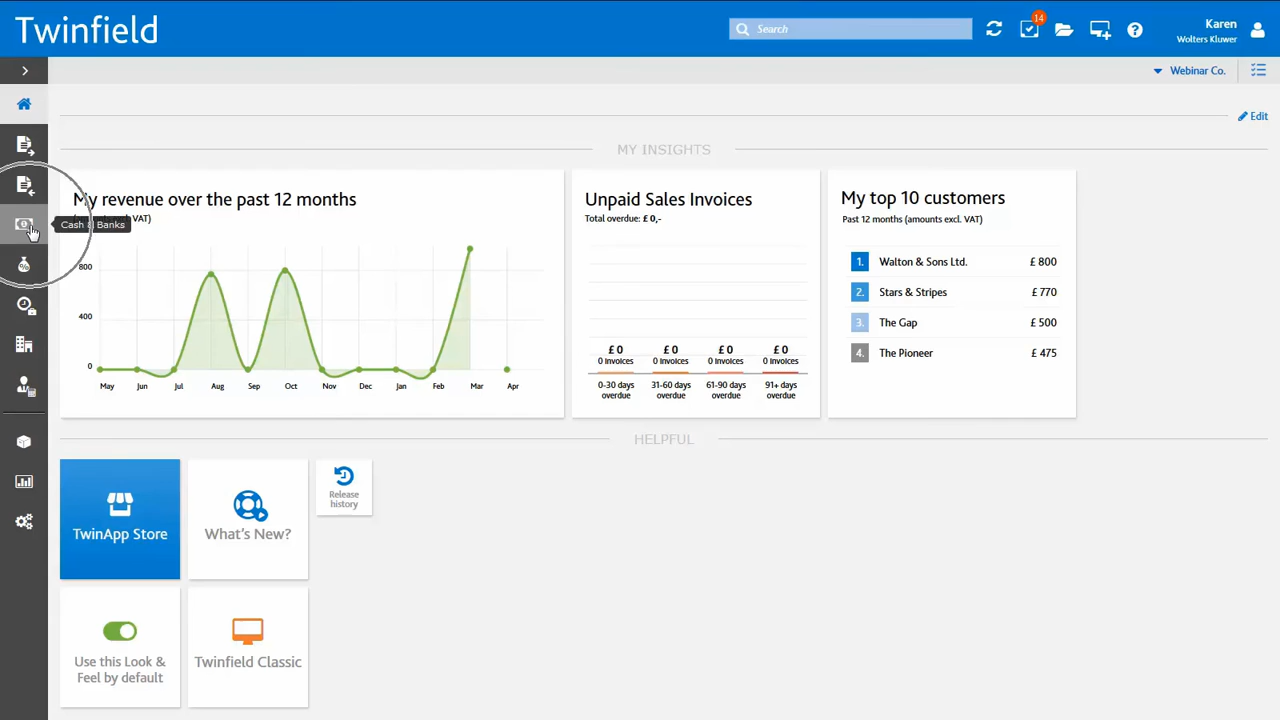 Twinfield
Search
14
Karen
Wolters Kluwer
Webinar Co.
Edit
MY INSIGHTS
My revenue over the past 12 months
VAT)
Cash & Banks
800
400
0
May Jun Jul Aug Sep Oct Nov Dec Jan Feb Mar Apr
Unpaid Sales Invoices
Total overdue: £ 0,-
£ 0 £ 0 £ 0 £ 0
0 Invoices 0 Invoices 0 Invoices 0 Invoices
0-30 days 31-60 days 61-90 days 91+ days
overdue overdue overdue overdue
My top 10 customers
Past 12 months (amounts excl. VAT)
1. Walton & Sons Ltd. £ 800
2. Stars & Stripes £ 770
3. The Gap £ 500
4. The Pioneer £ 475
HELPFUL
TwinApp Store
What's New?
Release
history
Use this Look &
Feel by default
Twinfield Classic